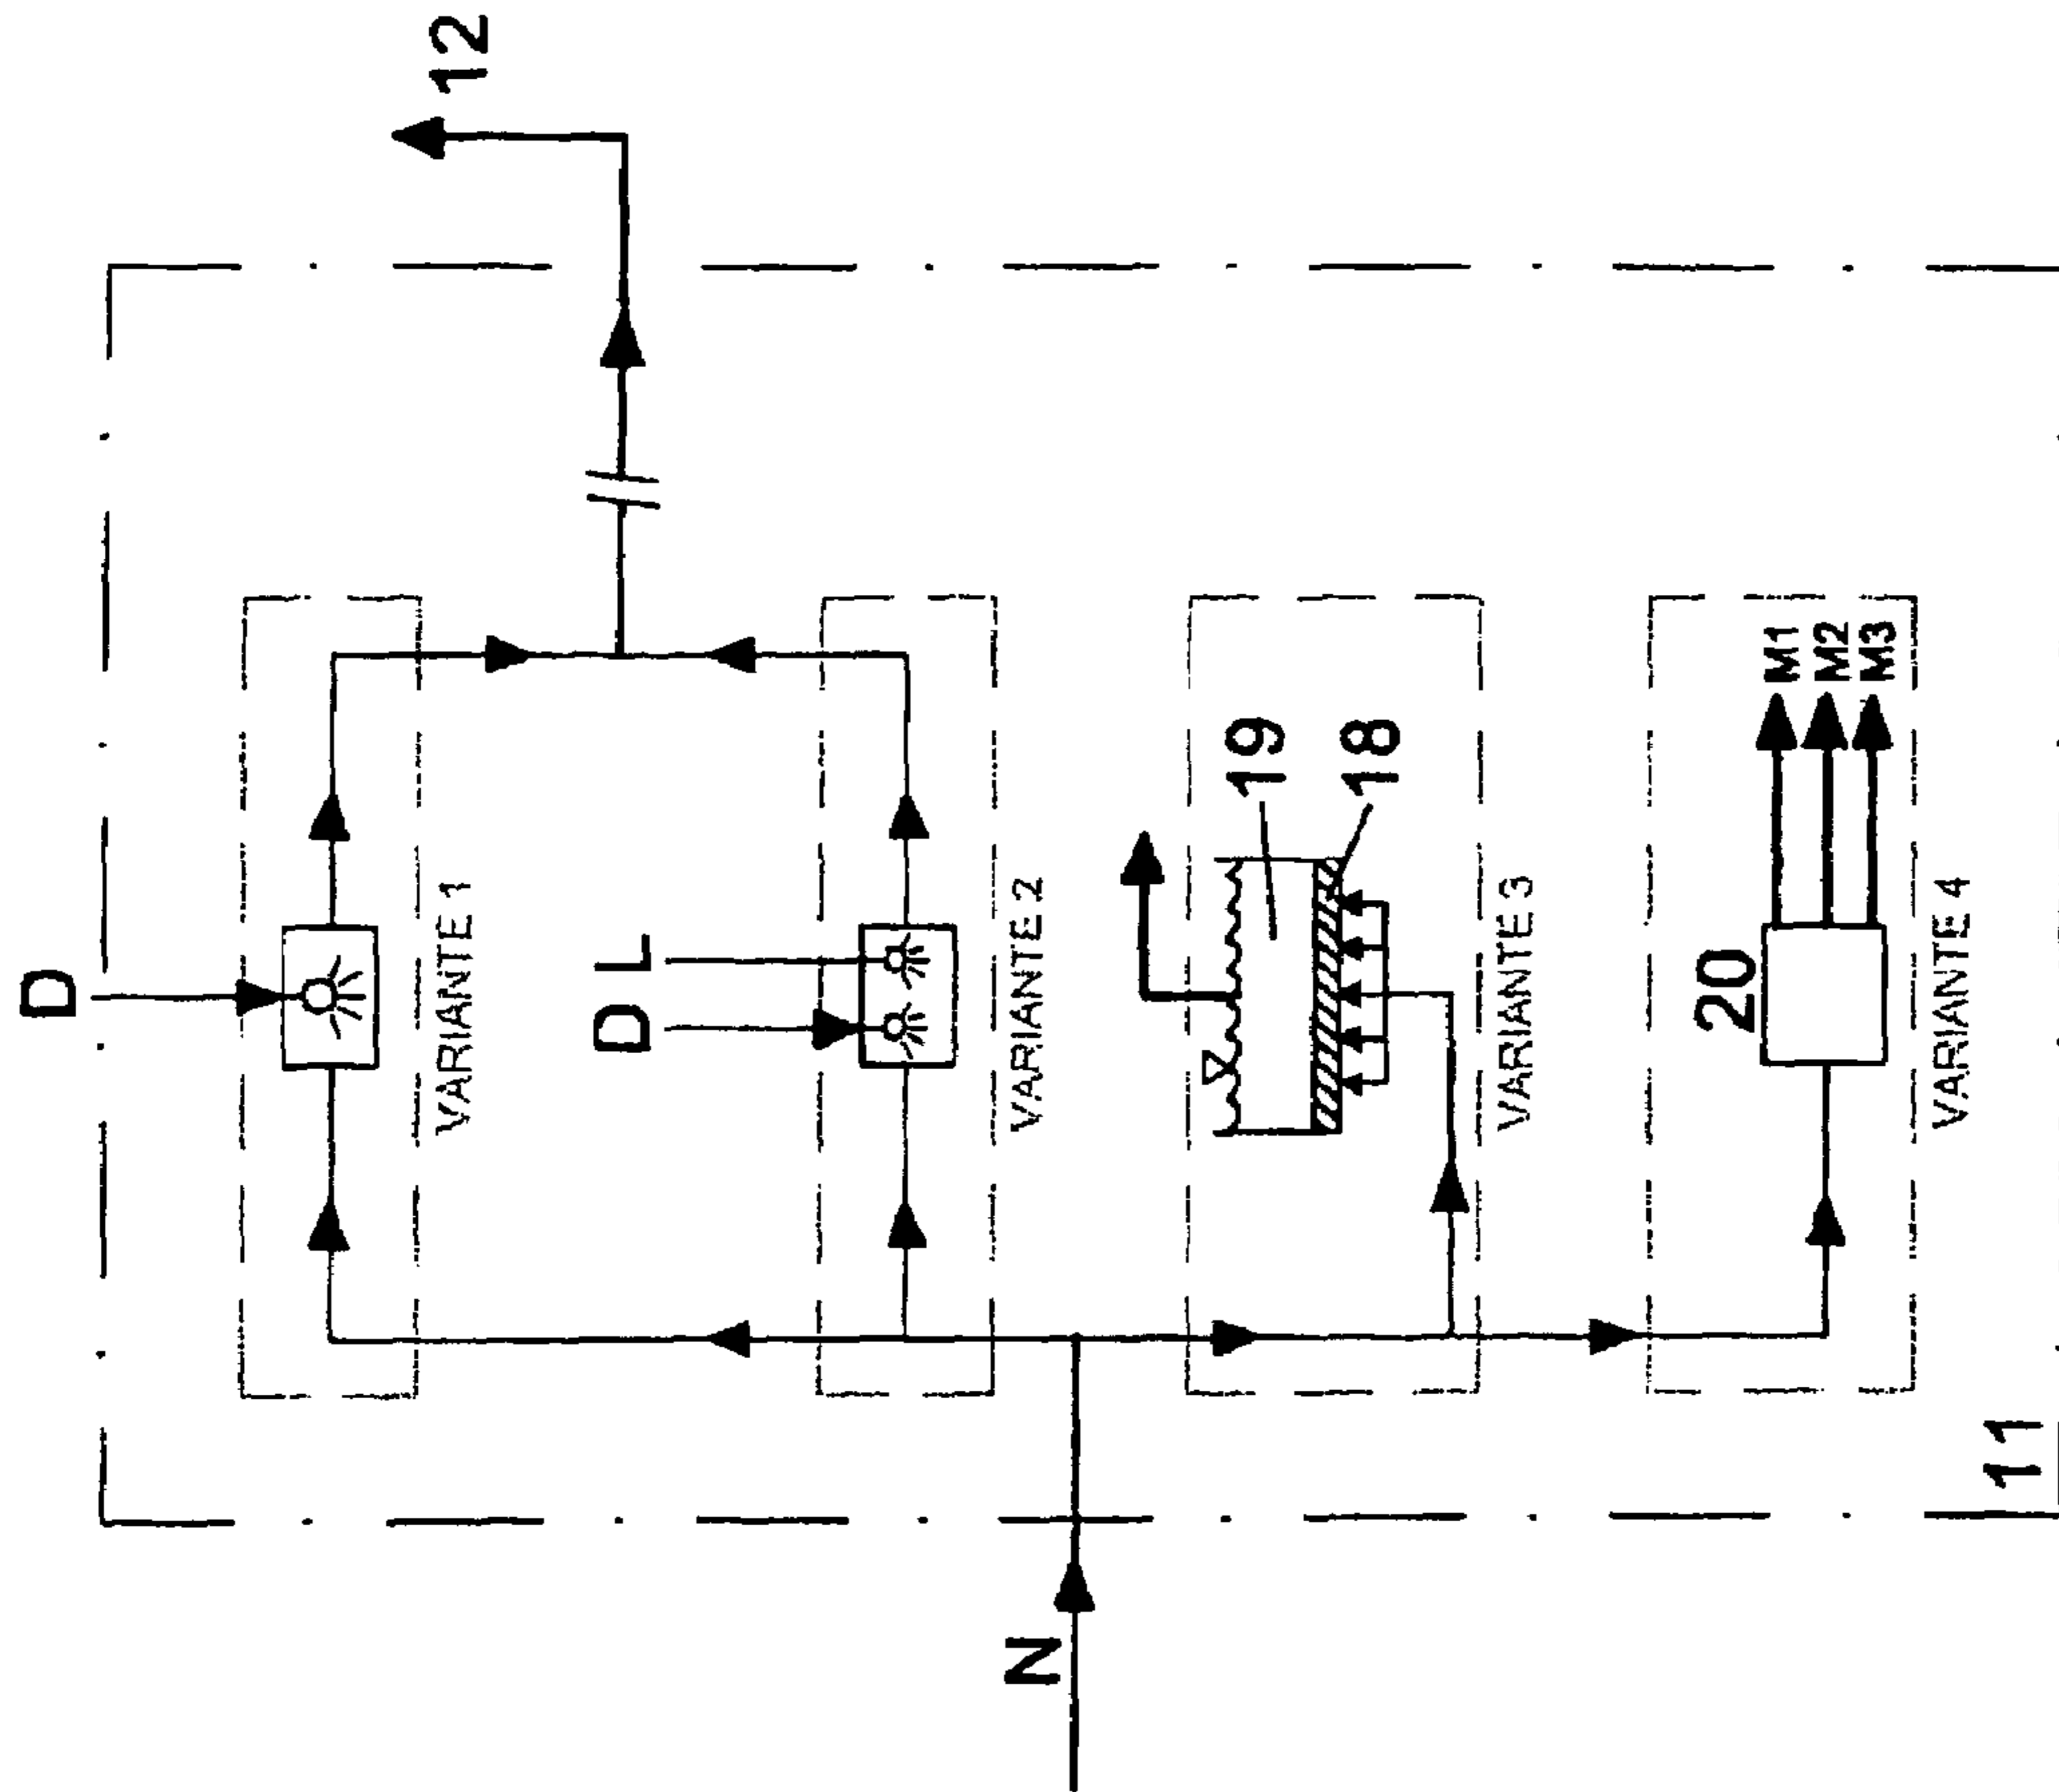 D
12
VARIANTE 1
D
L
VARIANTE 2
19
18
VARIANTE 3
20
M1
M2
M3
VARIANTE 4
N
11